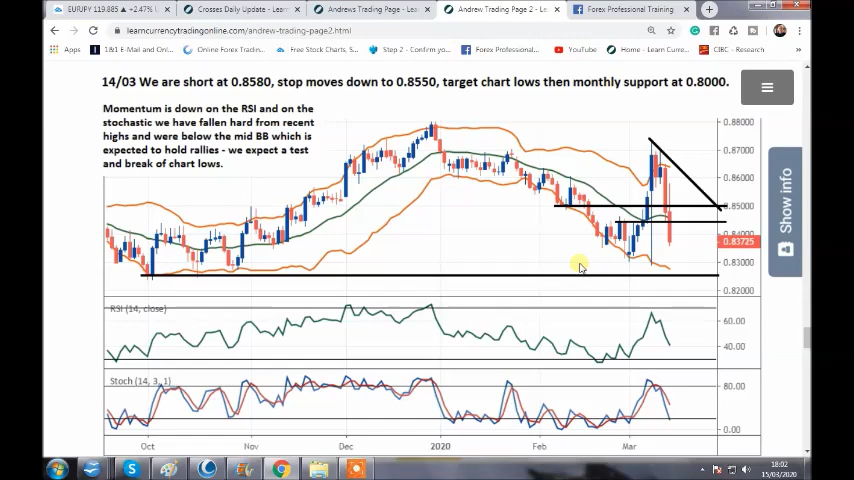 EURJPY 119.885 ▲ +2.47%
Crosses Daily Update - Le
Andrews Trading Page - Lea
Andrew Trading Page 2 - Le
Forex Professional Training
learncurrencytradingonline.com/andrew-trading-page2.html
Apps
1&1 E-Mail and Onl...
Online Forex Tradin...
Free Stock Charts, S...
Step 2 - Confirm yo...
Forex Professional...
YouTube
Home - Learn Curre...
CIBC - Research
14/03 We are short at 0.8580, stop moves down to 0.8550, target chart lows then monthly support at 0.8000.
Momentum is down on the RSI and on the
stochastic we have fallen hard from recent
highs and were below the mid BB which is
expected to hold rallies - we expect a test
and break of chart lows.
0.88000
0.87000
0.86000
0.85000
0.84000
0.83725
0.83000
0.82000
Show info
RSI (14, close)
60.00
40.00
Stoch (14, 3, 1)
80.00
0.00
Oct
Nov
Dec
2020
Feb
Mar
18:02
15/03/2020